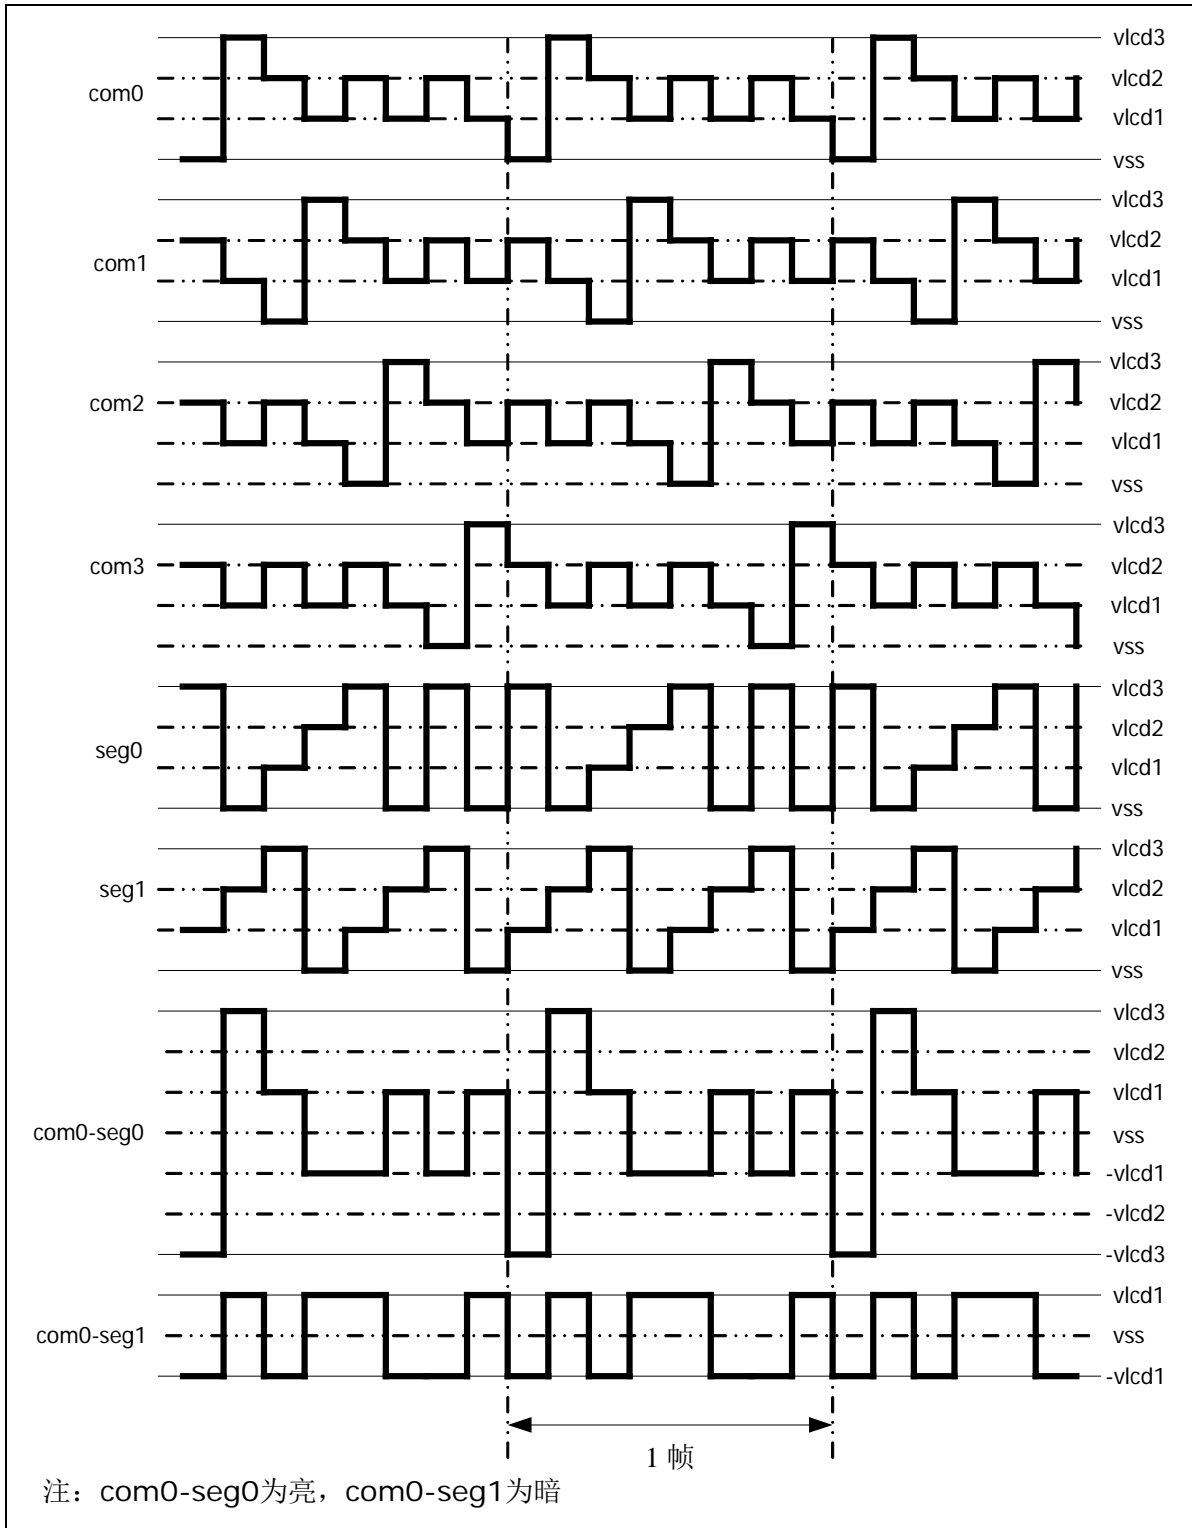 vlcd3
com0
vlcd2
vlcd1
vss
vlcd3
com1
vlcd2
vlcd1
vss
vlcd3
com2
vlcd2
vlcd1
vss
vlcd3
com3
vlcd2
vlcd1
vss
vlcd3
vlcd2
seg0
vlcd1
vss
vlcd3
seg1
vlcd2
vlcd1
vss
vlcd3
vlcd2
vlcd1
com0-seg0
vss
-vlcd1
-vlcd2
-vlcd3
vlcd1
com0-seg1
vss
-vlcd1
1 帧
注：com0-seg0为亮，com0-seg1为暗